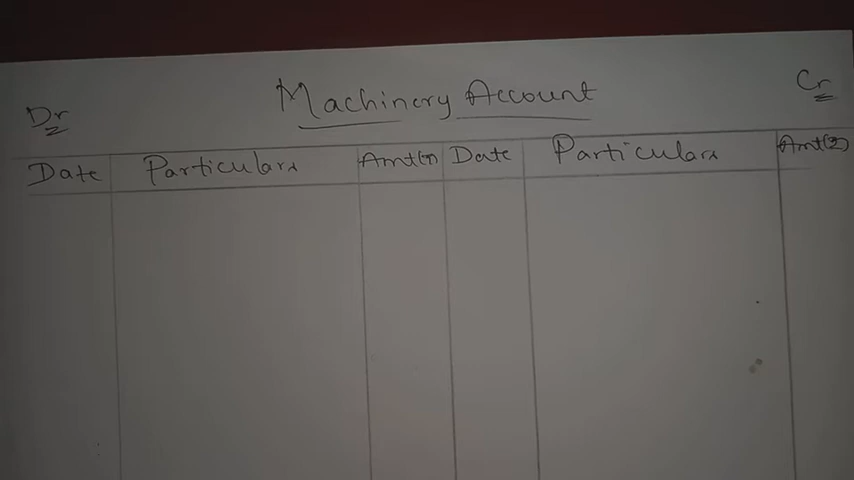 Dr Machinery Account Cr
Date Particulars Amt(₹) Date Particulars Amt(₹)